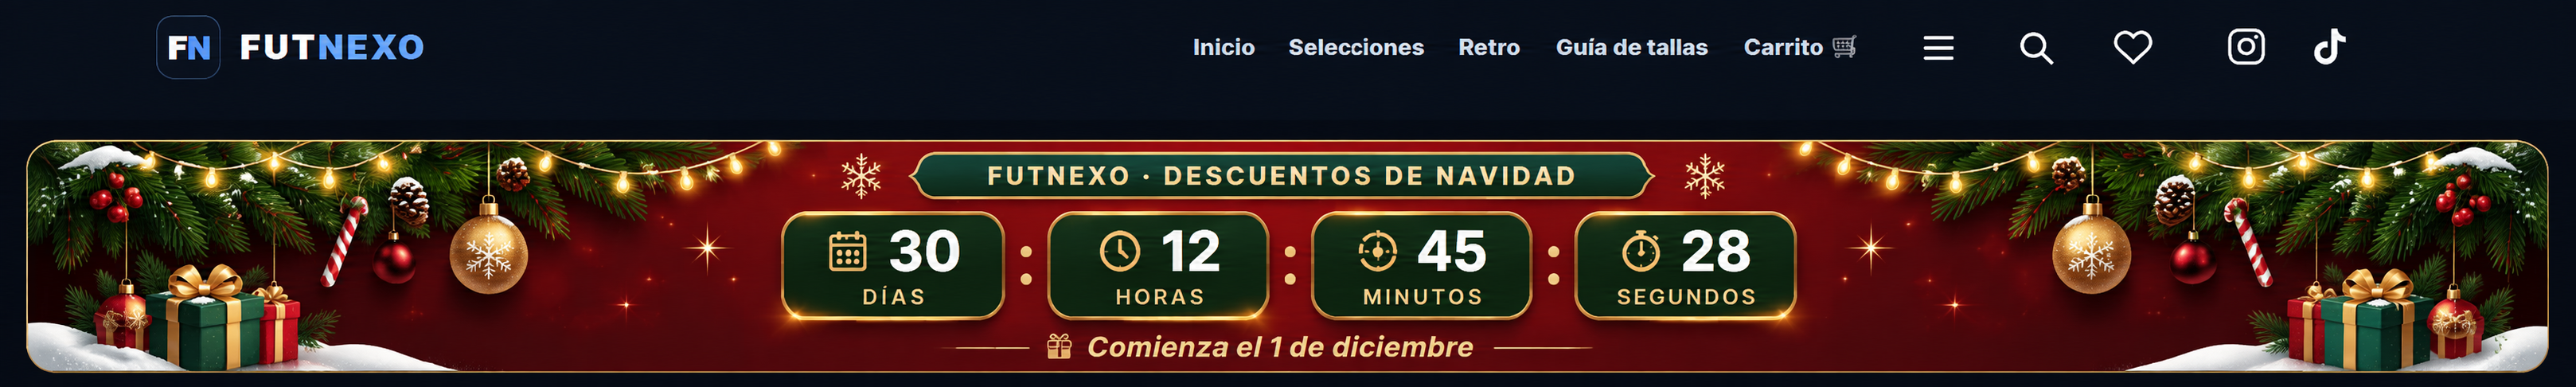 FN FUTNEXO Inicio Selecciones Retro Guía de tallas Carrito
FUTNEXO · DESCUENTOS DE NAVIDAD
30 : 12 : 45 : 28
DÍAS HORAS MINUTOS SEGUNDOS
Comienza el 1 de diciembre